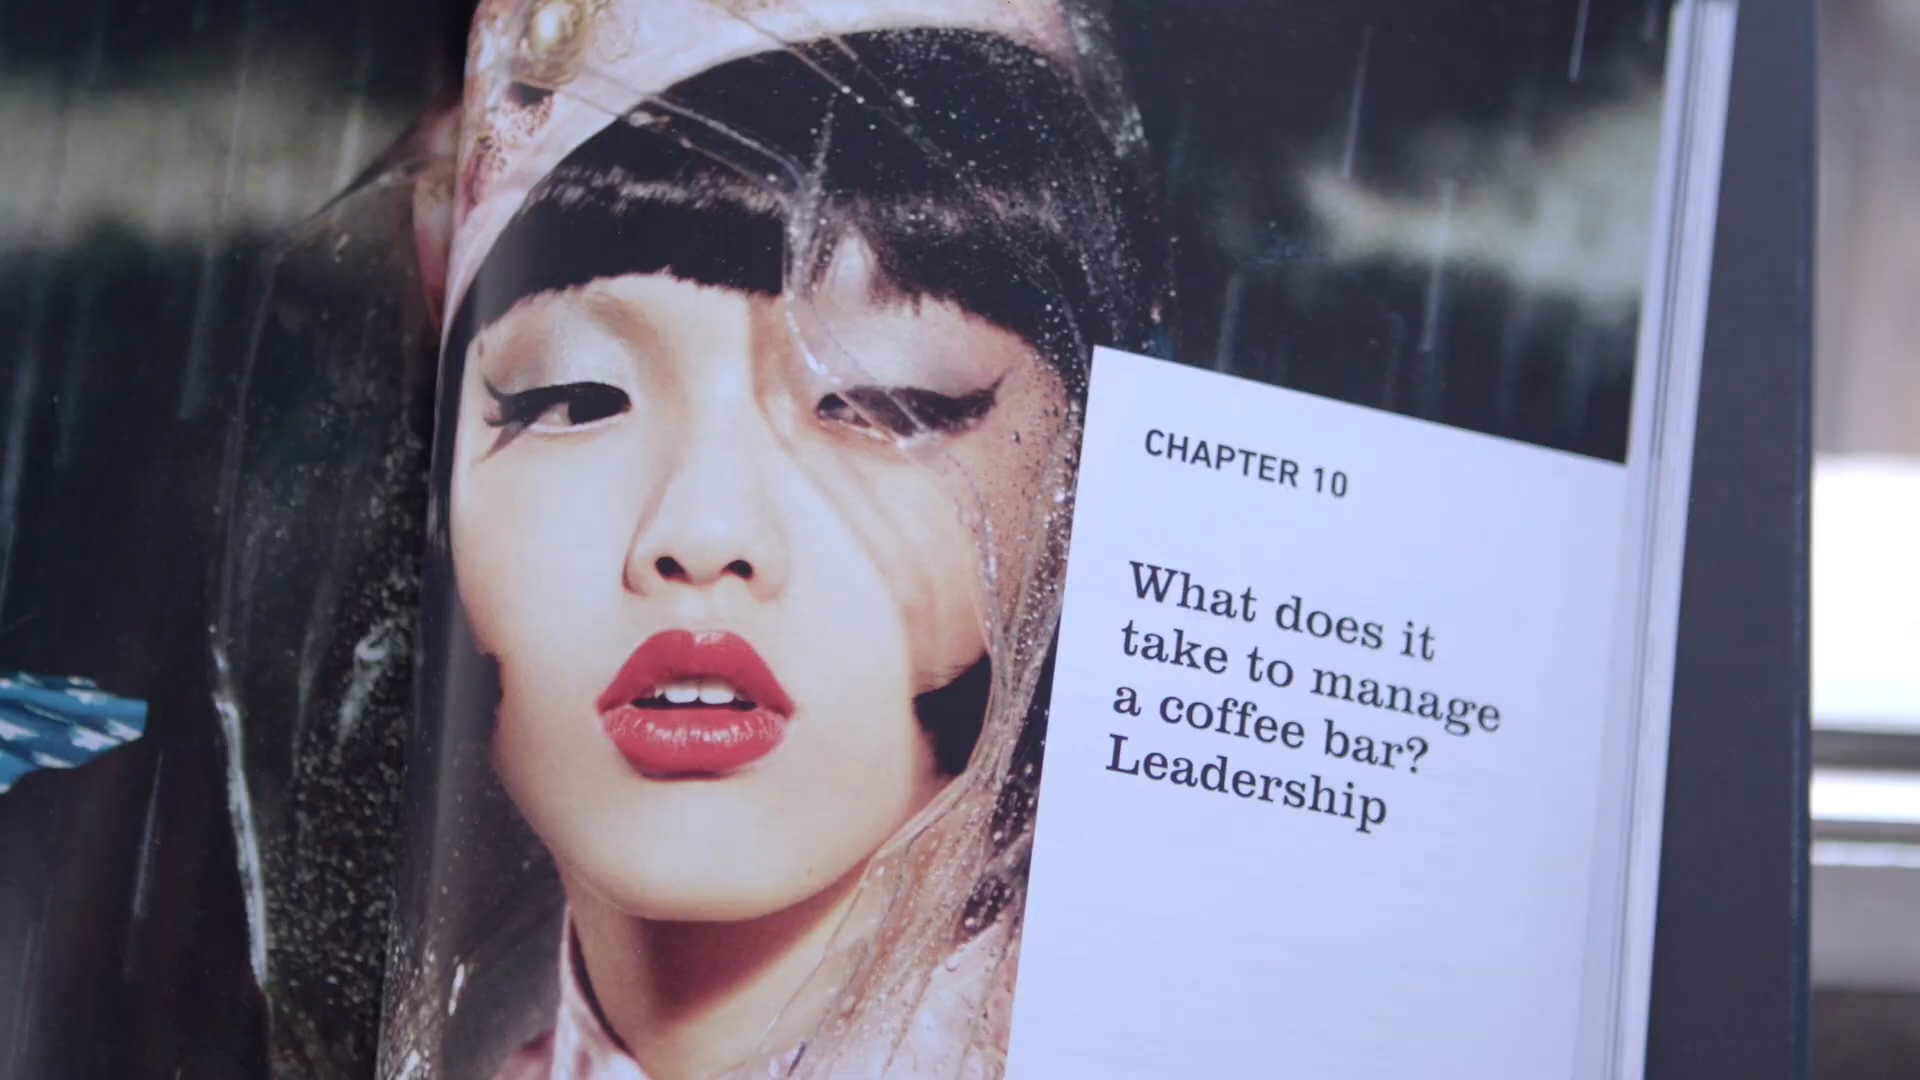 CHAPTER 10
What does it
take to manage
a coffee bar?
Leadership